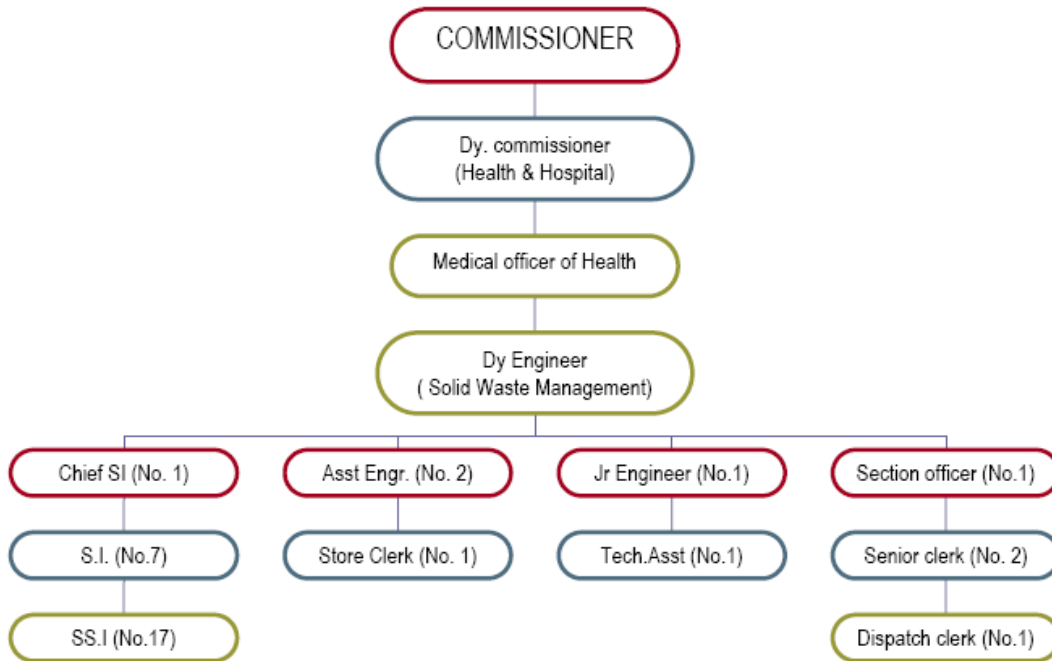 COMMISSIONER
Dy. commissioner
(Health & Hospital)
Medical officer of Health
Dy Engineer
( Solid Waste Management)
Chief SI (No. 1)
Asst Engr. (No. 2)
Jr Engineer (No.1)
Section officer (No.1)
S.I. (No.7)
Store Clerk (No. 1)
Tech.Asst (No.1)
Senior clerk (No. 2)
SS.I (No.17)
Dispatch clerk (No.1)